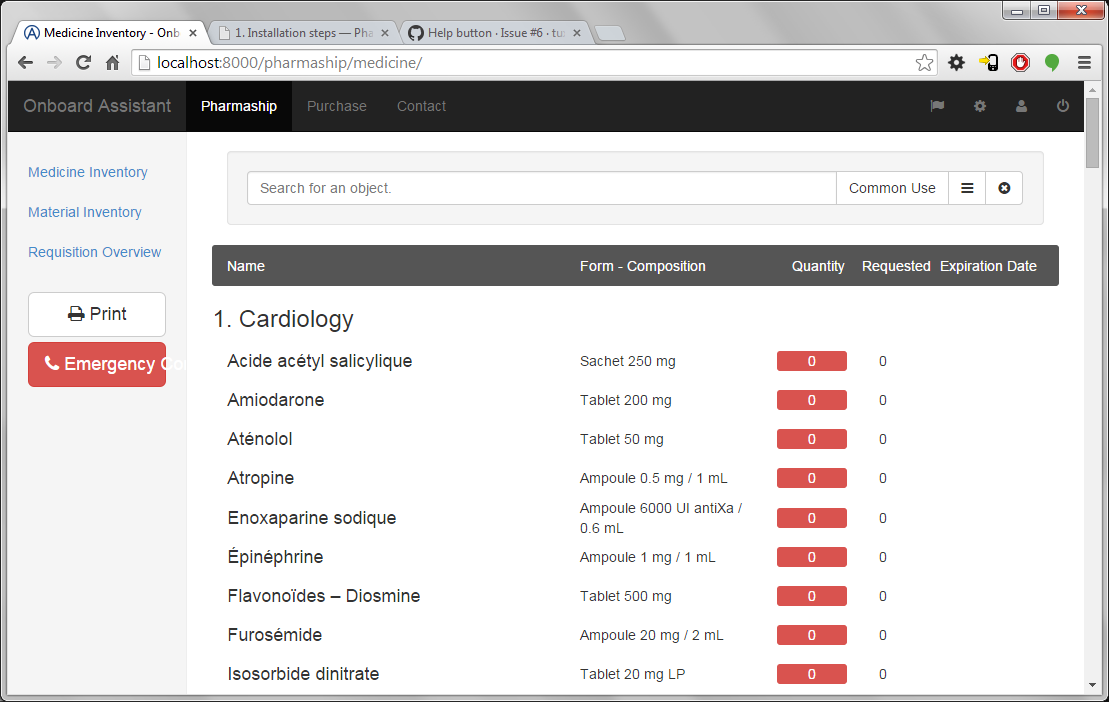 Medicine Inventory - Onb
1. Installation steps — Pha
Help button · Issue #6 · tu
localhost:8000/pharmaship/medicine/
Onboard Assistant
Pharmaship
Purchase
Contact
Medicine Inventory
Material Inventory
Requisition Overview
Print
Emergency Con
Search for an object.
Common Use
Name Form - Composition Quantity Requested Expiration Date
1. Cardiology
Acide acétyl salicylique Sachet 250 mg 0 0
Amiodarone Tablet 200 mg 0 0
Aténolol Tablet 50 mg 0 0
Atropine Ampoule 0.5 mg / 1 mL 0 0
Enoxaparine sodique Ampoule 6000 UI antiXa / 0 0
0.6 mL
Épinéphrine Ampoule 1 mg / 1 mL 0 0
Flavonoïdes – Diosmine Tablet 500 mg 0 0
Furosémide Ampoule 20 mg / 2 mL 0 0
Isosorbide dinitrate Tablet 20 mg LP 0 0